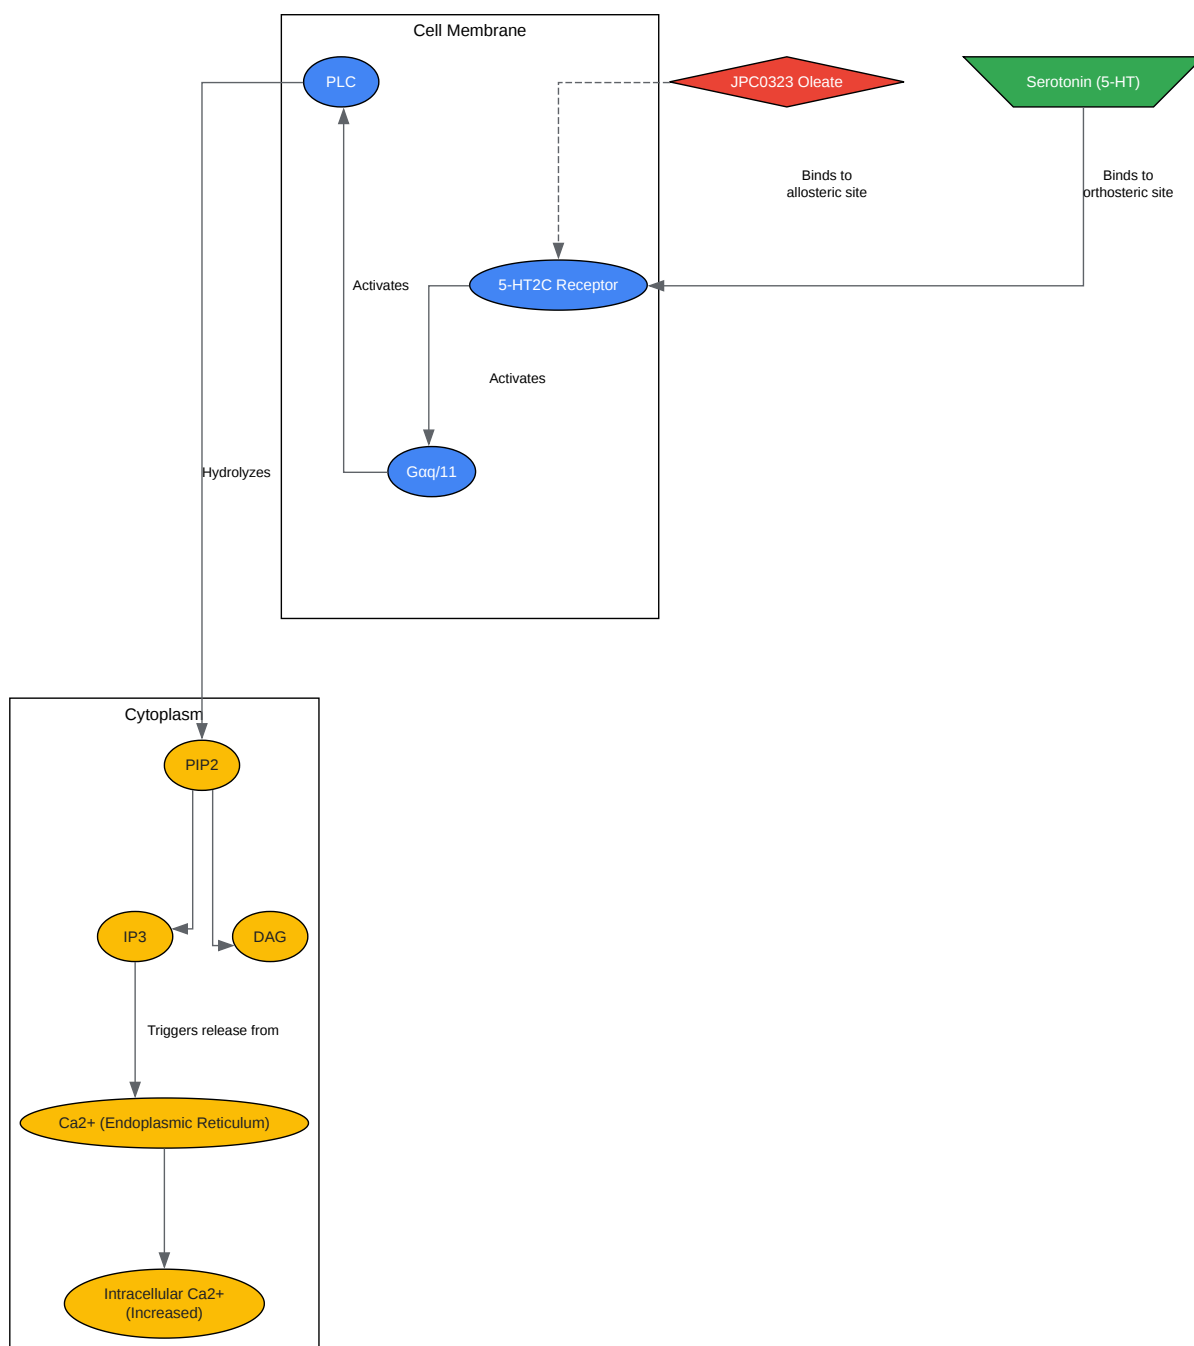 Cell Membrane
PLC
JPC0323 Oleate
Serotonin (5-HT)
Binds to
allosteric site
Binds to
orthosteric site
Activates
5-HT2C Receptor
Activates
Hydrolyzes
Gαq/11
Cytoplasm
PIP2
IP3
DAG
Triggers release from
Ca2+ (Endoplasmic Reticulum)
Intracellular Ca2+
(Increased)